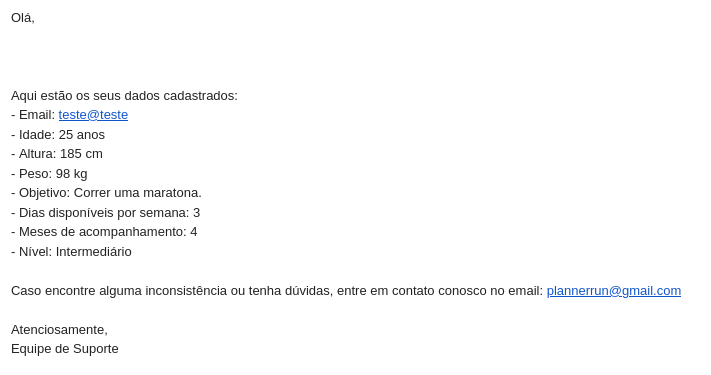 Olá,
Aqui estão os seus dados cadastrados:
- Email: teste@teste
- Idade: 25 anos
- Altura: 185 cm
- Peso: 98 kg
- Objetivo: Correr uma maratona.
- Dias disponíveis por semana: 3
- Meses de acompanhamento: 4
- Nível: Intermediário
Caso encontre alguma inconsistência ou tenha dúvidas, entre em contato conosco no email: plannerrun@gmail.com
Atenciosamente,
Equipe de Suporte